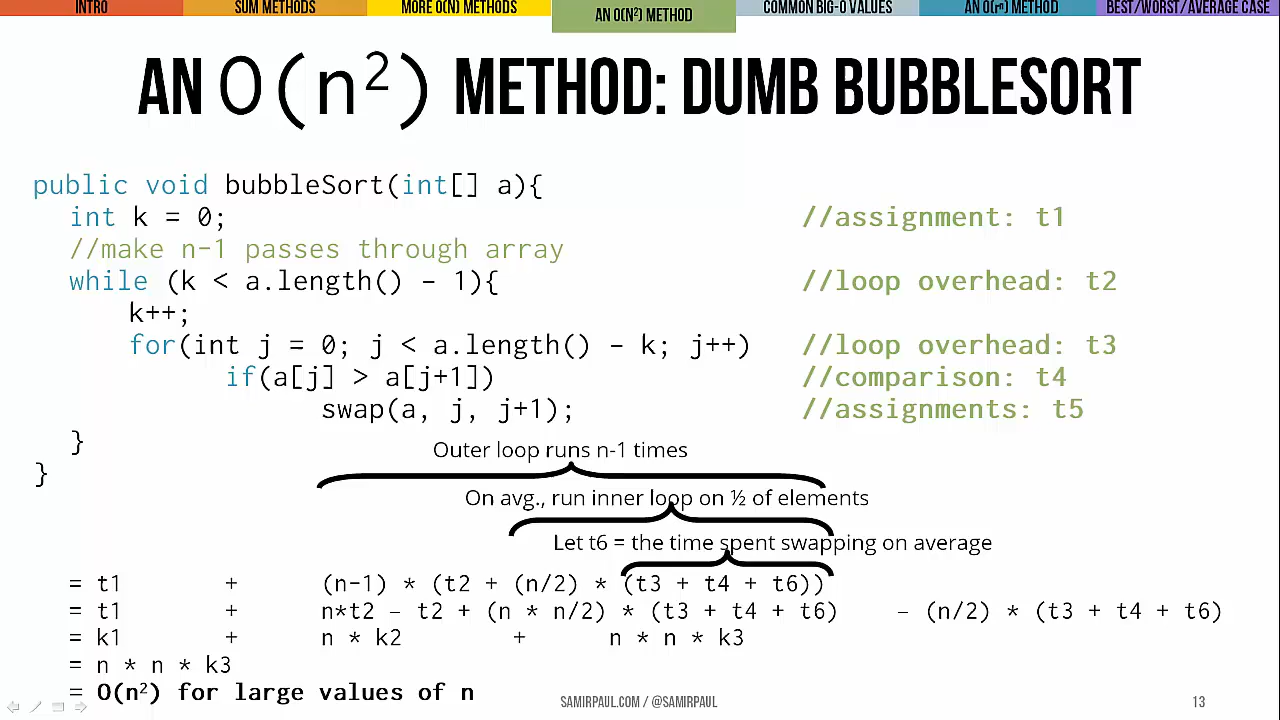 INTRO SUM METHODS MORE O(N) METHODS AN O(N²) METHOD COMMON BIG-O VALUES AN O(Rᴺ) METHOD BEST/WORST/AVERAGE CASE
AN O(n²) METHOD: DUMB BUBBLESORT
public void bubbleSort(int[] a){
int k = 0; //assignment: t1
//make n-1 passes through array
while (k < a.length() – 1){ //loop overhead: t2
k++;
for(int j = 0; j < a.length() – k; j++) //loop overhead: t3
if(a[j] > a[j+1]) //comparison: t4
swap(a, j, j+1); //assignments: t5
}
}
Outer loop runs n-1 times
On avg., run inner loop on ½ of elements
Let t6 = the time spent swapping on average
= t1 + (n-1) * (t2 + (n/2) * (t3 + t4 + t6))
= t1 + n*t2 – t2 + (n * n/2) * (t3 + t4 + t6) – (n/2) * (t3 + t4 + t6)
= k1 + n * k2 + n * n * k3
= n * n * k3
= O(n²) for large values of n
SAMIRPAUL.COM / @SAMIRPAUL 13